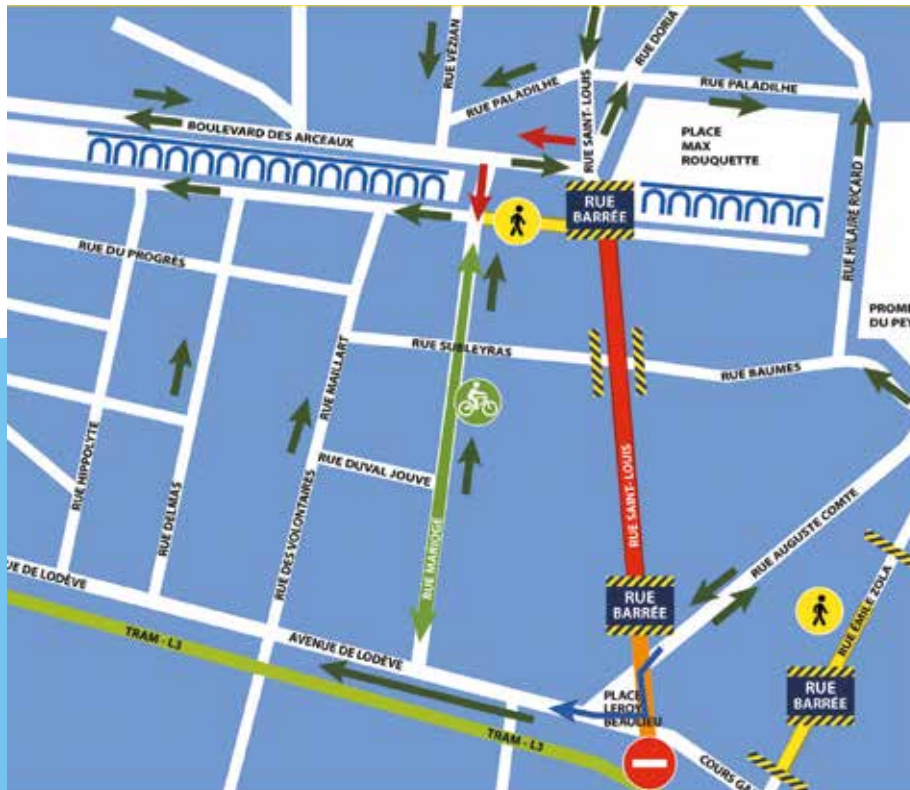 RUE VÉZIAN
RUE DORIA
RUE PALADILHE
RUE PALADILHE
RUE SAINT- LOUIS
BOULEVARD DES ARCEAUX
PLACE
MAX
ROUQUETTE
RUE HILAIRE RICARD
RUE
BARRÉE
RUE DU PROGRÈS
PROME
DU PEY
RUE SUBLEYRAS
RUE BAUMES
RUE MAILLART
RUE DUVAL JOUVE
RUE HIPPOLYTE
RUE DELMAS
RUE DES VOLONTAIRES
RUE MARIOGE
RUE SAINT- LOUIS
RUE AUGUSTE COMTE
RUE
BARRÉE
RUE EMILE ZOLA
UE DE LODÈVE
AVENUE DE LODÈVE
TRAM - L3
RUE
BARRÉE
PLACE
LEROY
BEAULIEU
TRAM - L3
COURS GA